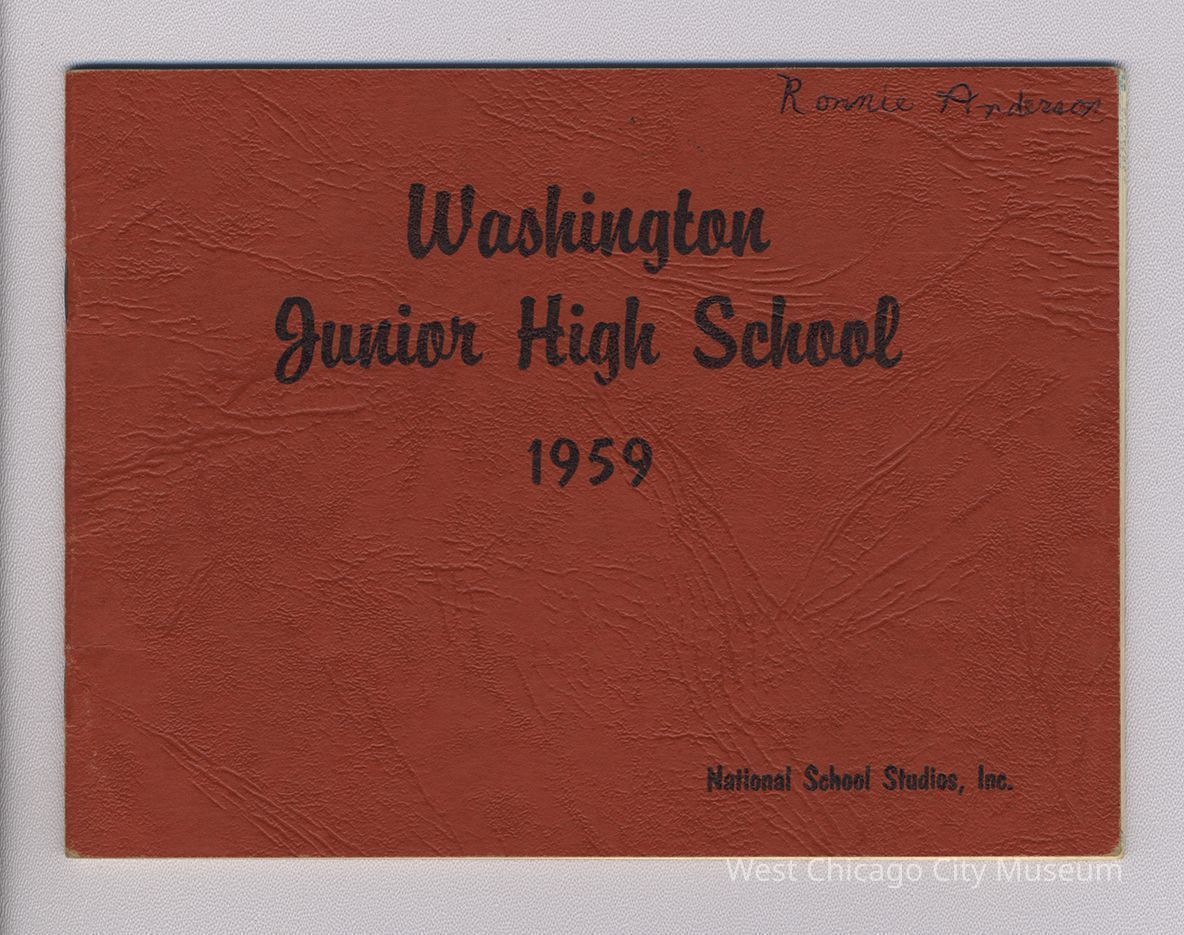 Ronnie Anderson
Washington
Junior High School
1959
National School Studios, Inc.
West Chicago City Museum